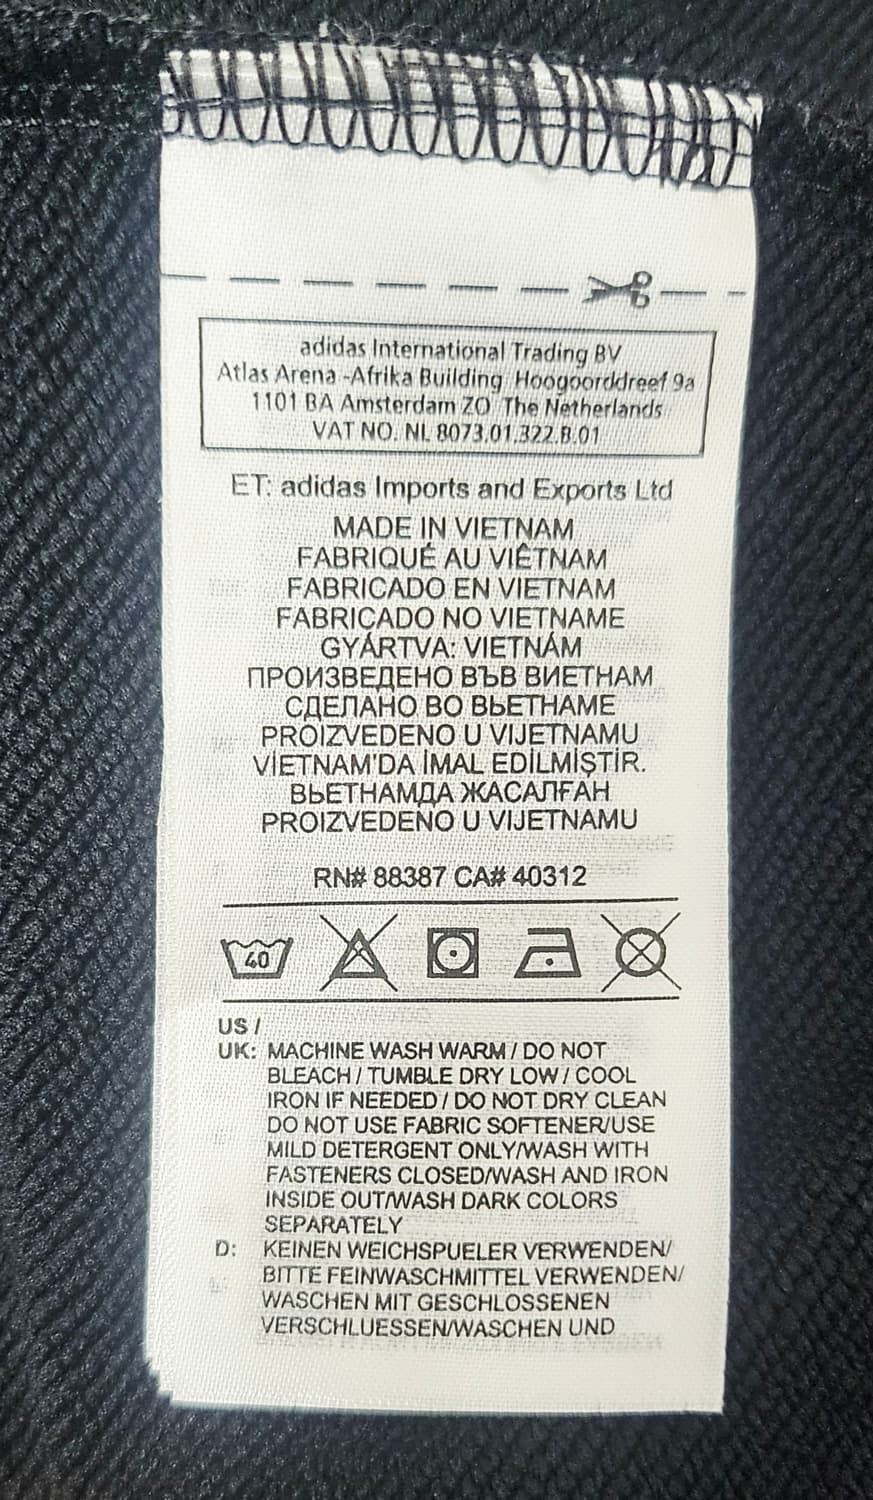 adidas International Trading BV
Atlas Arena -Afrika Building Hoogoorddreef 9a
1101 BA Amsterdam ZO The Netherlands
VAT NO. NL 8073.01.322.B.01
ET: adidas Imports and Exports Ltd
MADE IN VIETNAM
FABRIQUÉ AU VIÊTNAM
FABRICADO EN VIETNAM
FABRICADO NO VIETNAME
GYÁRTVA: VIETNÁM
ПРОИЗВЕДЕНО ВЪВ ВИЕТНАМ
СДЕЛАНО ВО ВЬЕТНАМЕ
PROIZVEDENO U VIJETNAMU
VİETNAM'DA İMAL EDİLMİŞTİR.
ВЬЕТНАМДА ЖАСАЛҒАН
PROIZVEDENO U VIJETNAMU
RN# 88387 CA# 40312
40
US /
UK: MACHINE WASH WARM / DO NOT
BLEACH / TUMBLE DRY LOW / COOL
IRON IF NEEDED / DO NOT DRY CLEAN
DO NOT USE FABRIC SOFTENER/USE
MILD DETERGENT ONLY/WASH WITH
FASTENERS CLOSED/WASH AND IRON
INSIDE OUT/WASH DARK COLORS
SEPARATELY
D: KEINEN WEICHSPUELER VERWENDEN/
BITTE FEINWASCHMITTEL VERWENDEN/
WASCHEN MIT GESCHLOSSENEN
VERSCHLUESSEN/WASCHEN UND